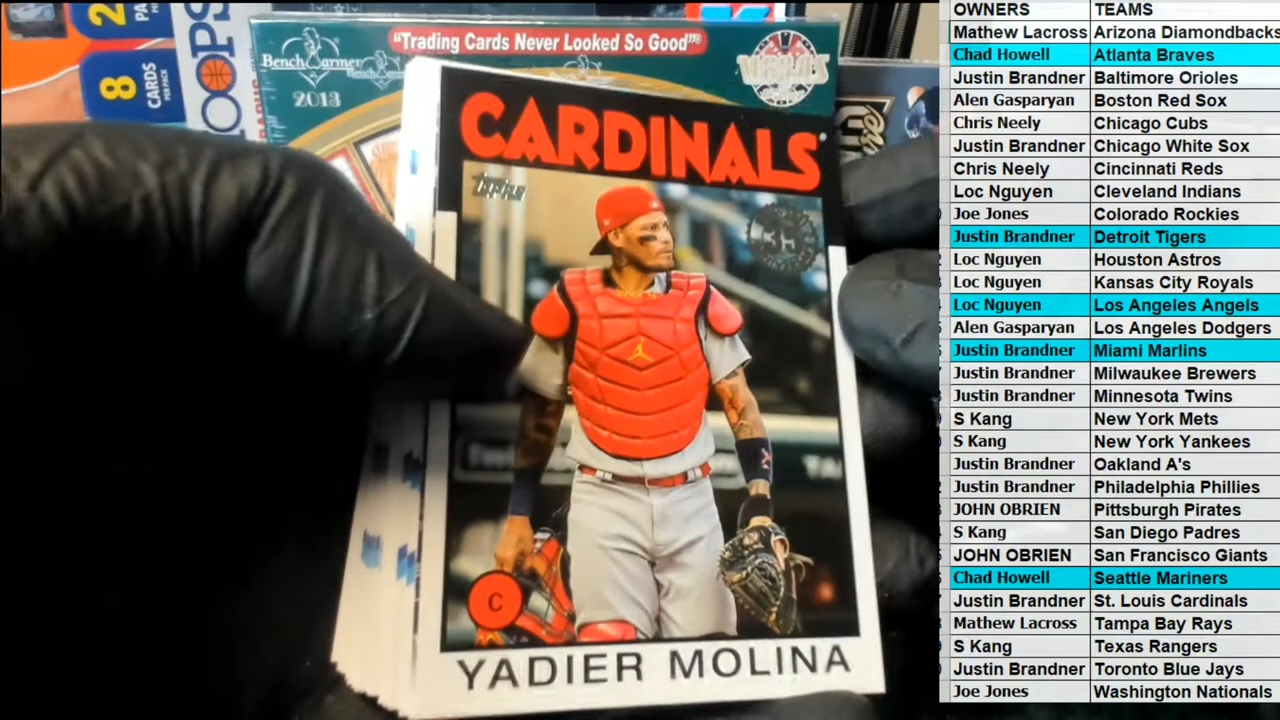 2
PA
8
CARDS
PER PACK
OOPS
"Trading Cards Never Looked So Good"®
BenchWarmer
2013
CARDINALS
Topps
YADI
C
YADIER MOLINA
OWNERS TEAMS
Mathew Lacross Arizona Diamondbacks
Chad Howell Atlanta Braves
Justin Brandner Baltimore Orioles
Alen Gasparyan Boston Red Sox
Chris Neely Chicago Cubs
Justin Brandner Chicago White Sox
Chris Neely Cincinnati Reds
Loc Nguyen Cleveland Indians
Joe Jones Colorado Rockies
Justin Brandner Detroit Tigers
Loc Nguyen Houston Astros
Loc Nguyen Kansas City Royals
Loc Nguyen Los Angeles Angels
Alen Gasparyan Los Angeles Dodgers
Justin Brandner Miami Marlins
Justin Brandner Milwaukee Brewers
Justin Brandner Minnesota Twins
S Kang New York Mets
S Kang New York Yankees
Justin Brandner Oakland A's
Justin Brandner Philadelphia Phillies
JOHN OBRIEN Pittsburgh Pirates
S Kang San Diego Padres
JOHN OBRIEN San Francisco Giants
Chad Howell Seattle Mariners
Justin Brandner St. Louis Cardinals
Mathew Lacross Tampa Bay Rays
S Kang Texas Rangers
Justin Brandner Toronto Blue Jays
Joe Jones Washington Nationals